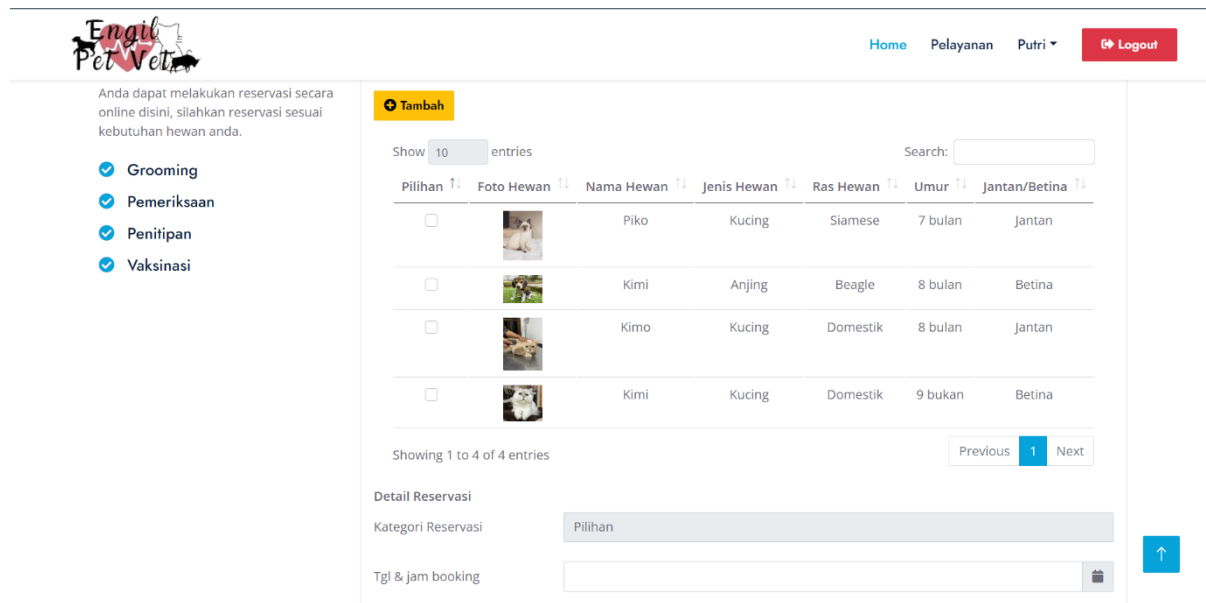 Engil
Pet Vet
Home Pelayanan Putri Logout
Anda dapat melakukan reservasi secara
online disini, silahkan reservasi sesuai
kebutuhan hewan anda.
Grooming
Pemeriksaan
Penitipan
Vaksinasi
Tambah
Show 10 entries Search:
Pilihan Foto Hewan Nama Hewan Jenis Hewan Ras Hewan Umur Jantan/Betina
Piko Kucing Siamese 7 bulan Jantan
Kimi Anjing Beagle 8 bulan Betina
Kimo Kucing Domestik 8 bulan Jantan
Kimi Kucing Domestik 9 bukan Betina
Showing 1 to 4 of 4 entries Previous 1 Next
Detail Reservasi
Kategori Reservasi Pilihan
Tgl & jam booking